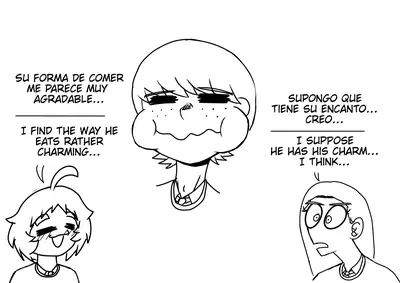 SU FORMA DE COMER
ME PARECE MUY
AGRADABLE...
I FIND THE WAY HE
EATS RATHER
CHARMING...
SUPONGO QUE
TIENE SU ENCANTO...
CREO...
I SUPPOSE
HE HAS HIS CHARM...
I THINK...